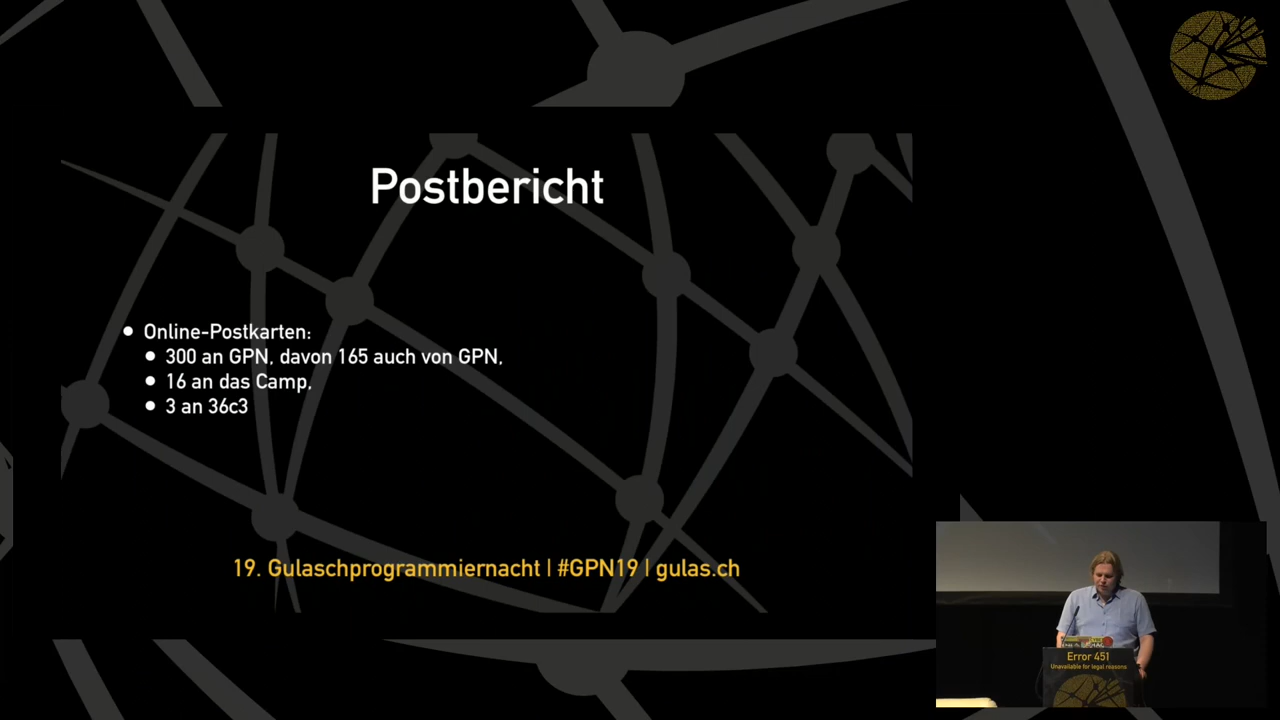 Postbericht
Online-Postkarten:
300 an GPN, davon 165 auch von GPN,
16 an das Camp,
3 an 36c3
19. Gulaschprogrammiernacht | #GPN19 | gulas.ch
Error 451
Unavailable for legal reasons